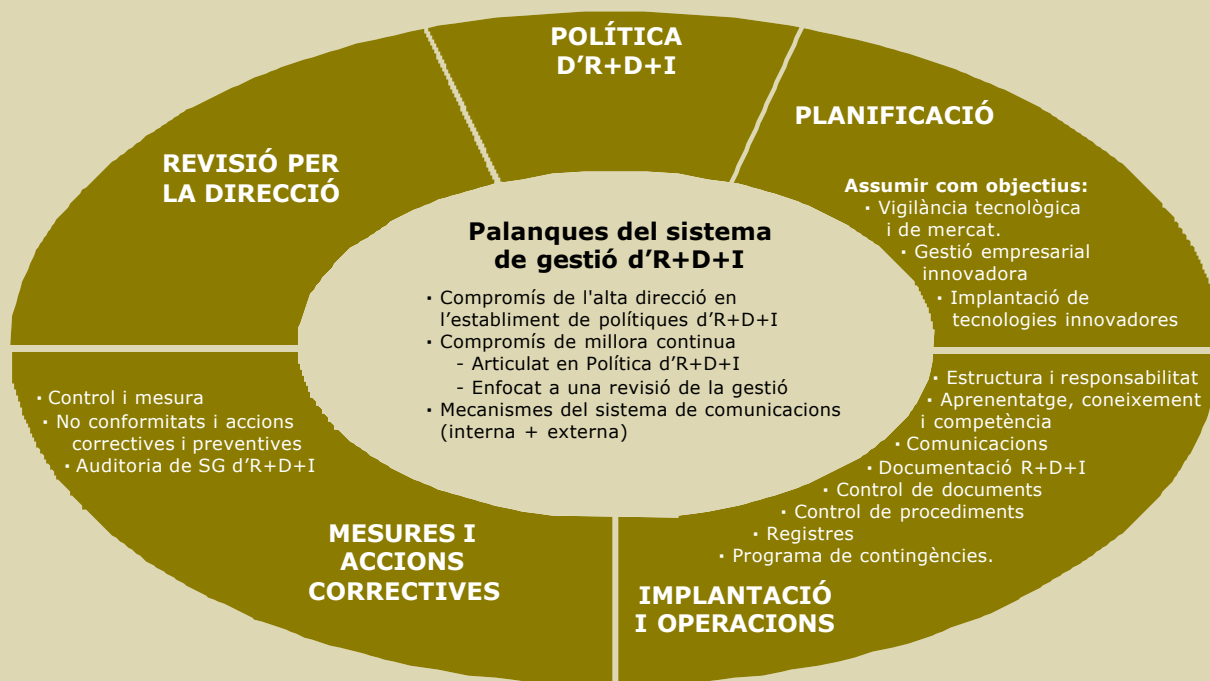 POLÍTICA
D’R+D+I
PLANIFICACIÓ
Assumir com objectius:
· Vigilància tecnològica
i de mercat.
· Gestió empresarial
innovadora
· Implantació de
tecnologies innovadores
· Estructura i responsabilitat
· Aprenentatge, coneixement
i competència
· Comunicacions
· Documentació R+D+I
· Control de documents
· Control de procediments
· Registres
· Programa de contingències.
IMPLANTACIÓ
I OPERACIONS
MESURES I
ACCIONS
CORRECTIVES
· Control i mesura
· No conformitats i accions
correctives i preventives
· Auditoria de SG d’R+D+I
REVISIÓ PER
LA DIRECCIÓ
Palanques del sistema
de gestió d’R+D+I
· Compromís de l'alta direcció en
l’establiment de polítiques d’R+D+I
· Compromís de millora continua
- Articulat en Política d’R+D+I
- Enfocat a una revisió de la gestió
· Mecanismes del sistema de comunicacions
(interna + externa)